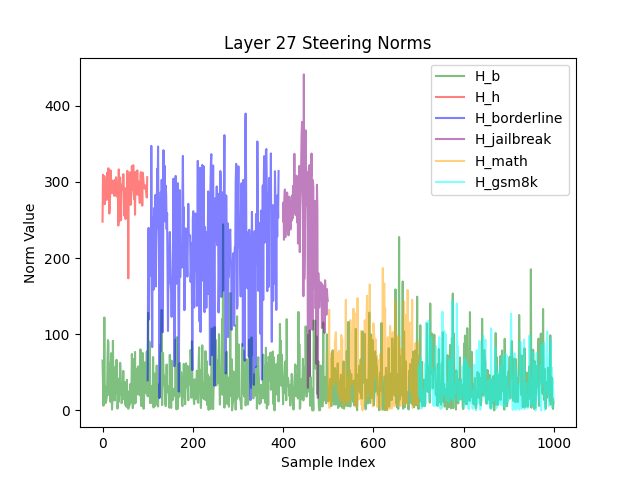 Layer 27 Steering Norms
H_b
H_h
H_borderline
H_jailbreak
H_math
H_gsm8k
Norm Value
400
300
200
100
0
0
200
400
600
800
1000
Sample Index